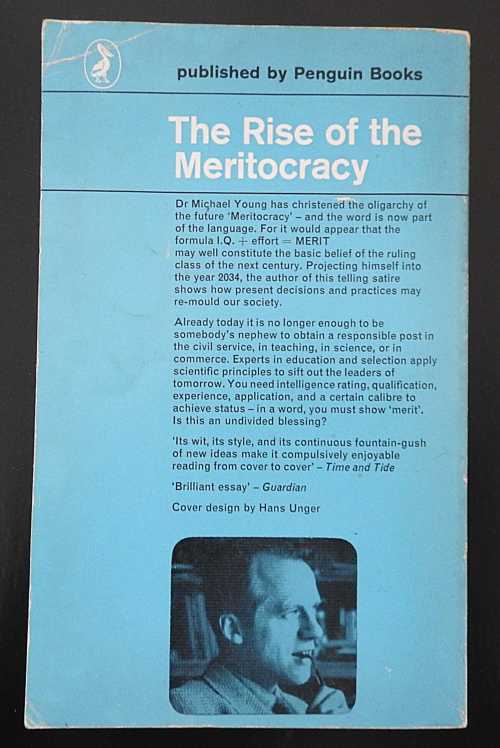 published by Penguin Books
The Rise of the
Meritocracy
Dr Michael Young has christened the oligarchy of
the future 'Meritocracy' – and the word is now part
of the language. For it would appear that the
formula I.Q. + effort = MERIT
may well constitute the basic belief of the ruling
class of the next century. Projecting himself into
the year 2034, the author of this telling satire
shows how present decisions and practices may
re-mould our society.
Already today it is no longer enough to be
somebody's nephew to obtain a responsible post in
the civil service, in teaching, in science, or in
commerce. Experts in education and selection apply
scientific principles to sift out the leaders of
tomorrow. You need intelligence rating, qualification,
experience, application, and a certain calibre to
achieve status – in a word, you must show 'merit'.
Is this an undivided blessing?
'Its wit, its style, and its continuous fountain-gush
of new ideas make it compulsively enjoyable
reading from cover to cover' – Time and Tide
'Brilliant essay' – Guardian
Cover design by Hans Unger